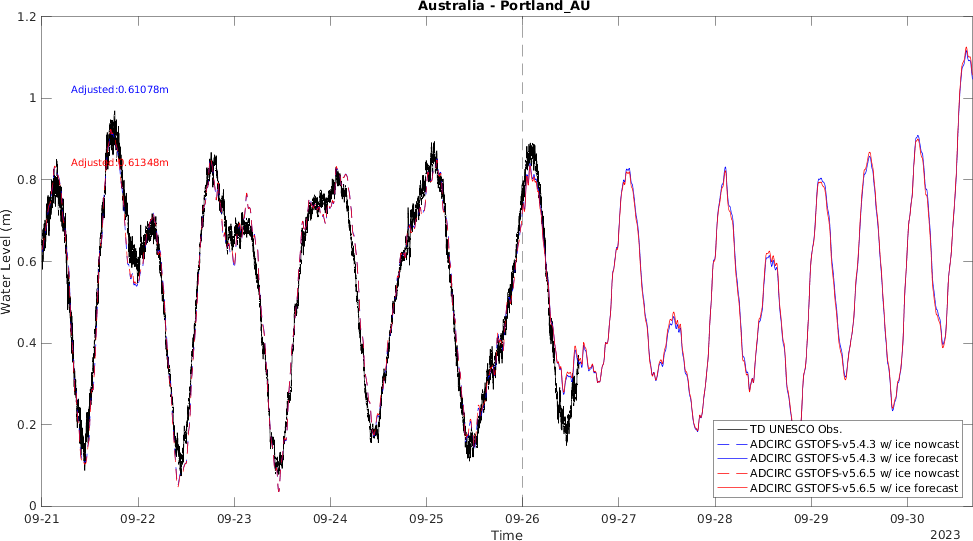 Australia - Portland_AU
1.2
1
0.8
0.6
0.4
0.2
0
Water Level (m)
Adjusted:0.61078m
Adjusted:0.61348m
TD UNESCO Obs.
ADCIRC GSTOFS-v5.4.3 w/ ice nowcast
ADCIRC GSTOFS-v5.4.3 w/ ice forecast
ADCIRC GSTOFS-v5.6.5 w/ ice nowcast
ADCIRC GSTOFS-v5.6.5 w/ ice forecast
09-21 09-22 09-23 09-24 09-25 09-26 09-27 09-28 09-29 09-30
Time
2023